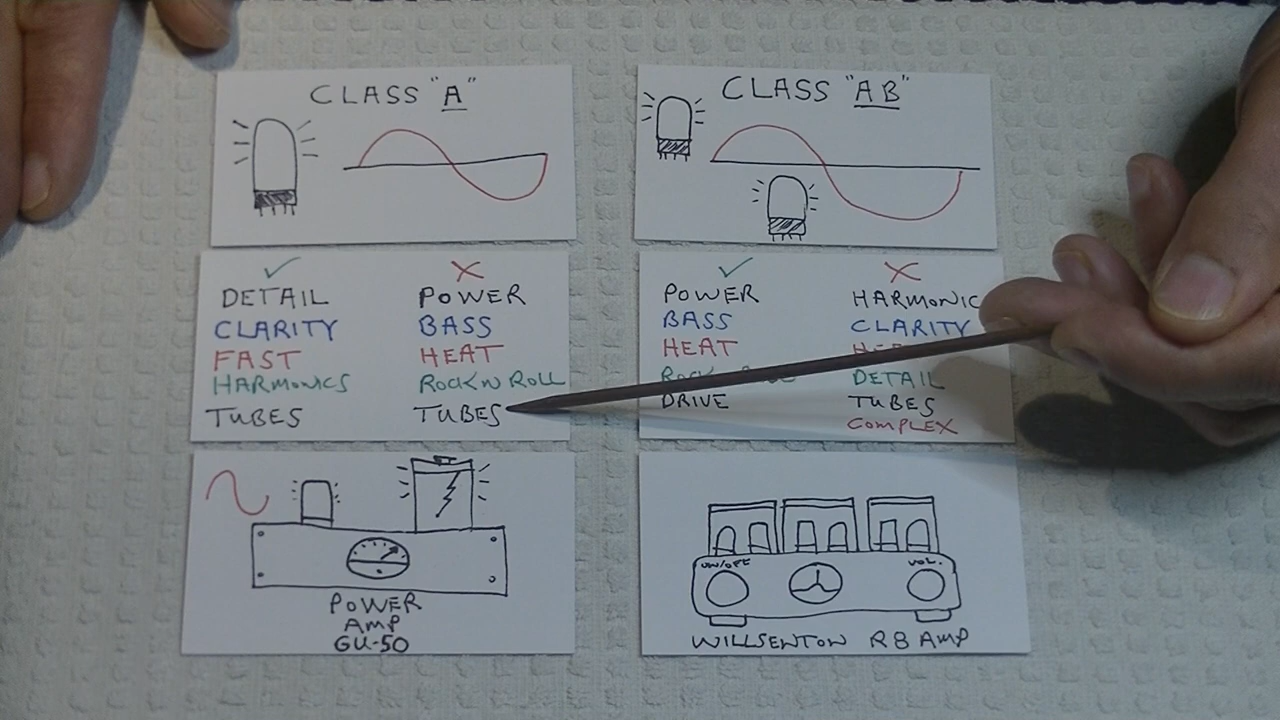 CLASS "A"
DETAIL
CLARITY
FAST
HARMONICS
TUBES
POWER
BASS
HEAT
ROCK N ROLL
TUBES
POWER
AMP
GU-50
CLASS "AB"
POWER
BASS
HEAT
DRIVE
HARMONIC
CLARITY
DETAIL
TUBES
COMPLEX
ON/OFF
VOL.
WILLSENTON R8 AMP